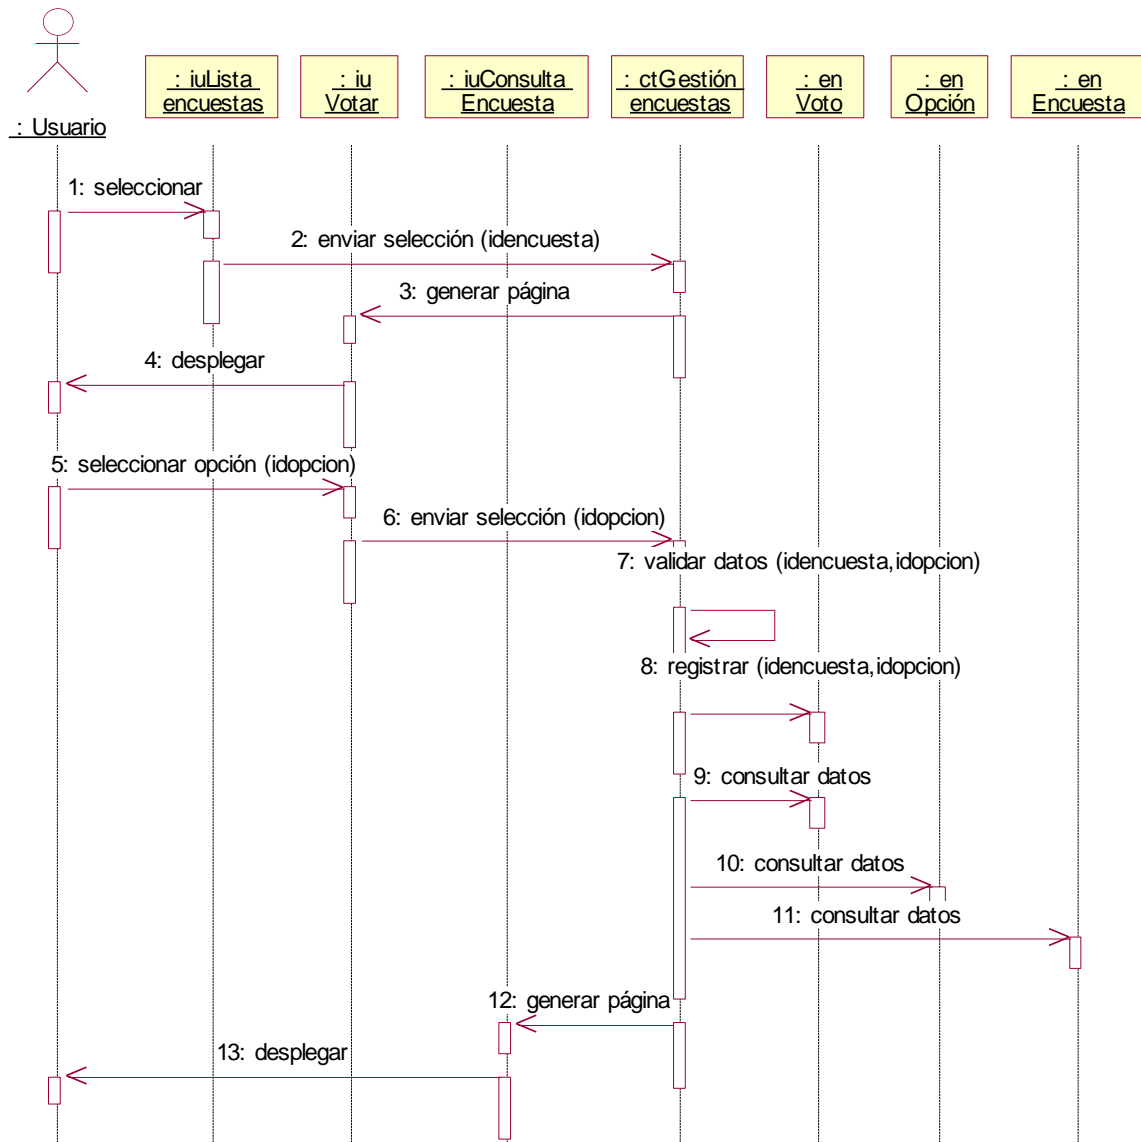 : iuLista
encuestas
: iu
Votar
: iuConsulta
Encuesta
: ctGestión
encuestas
: en
Voto
: en
Opción
: en
Encuesta
: Usuario
1: seleccionar
2: enviar selección (idencuesta)
3: generar página
4: desplegar
5: seleccionar opción (idopcion)
6: enviar selección (idopcion)
7: validar datos (idencuesta,idopcion)
8: registrar (idencuesta,idopcion)
9: consultar datos
10: consultar datos
11: consultar datos
12: generar página
13: desplegar